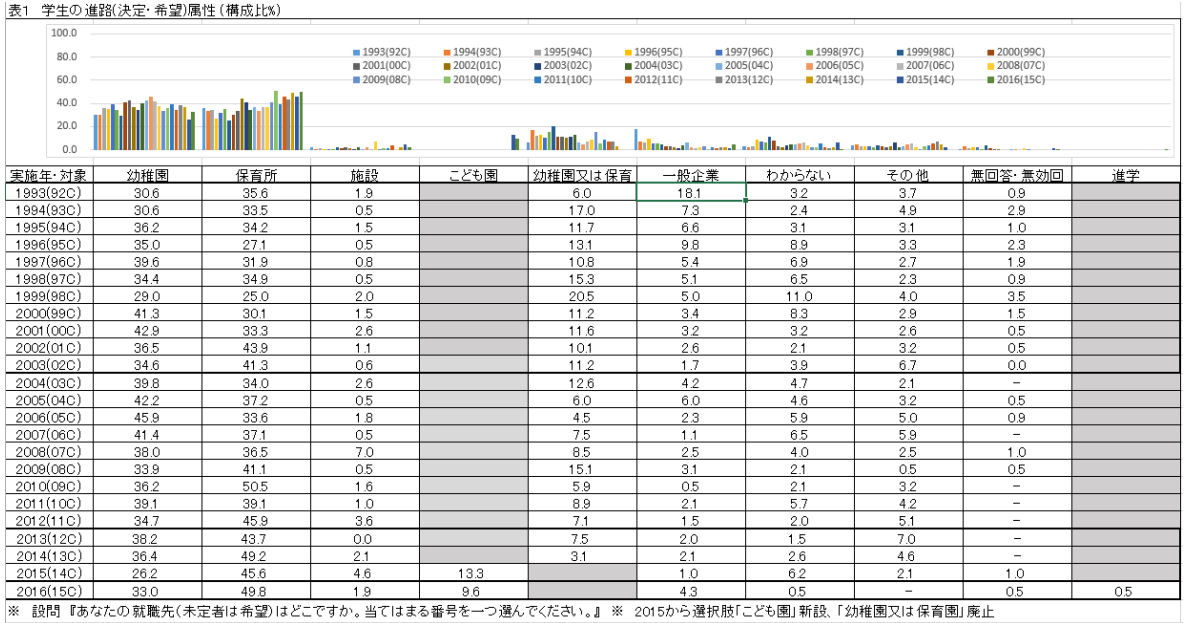 表1 学生の進路(決定・希望)属性(構成比%)
100.0
80.0
60.0
40.0
20.0
0.0
1993(92C) 1994(93C) 1995(94C) 1996(95C) 1997(96C) 1998(97C) 1999(98C) 2000(99C)
2001(00C) 2002(01C) 2003(02C) 2004(03C) 2005(04C) 2006(05C) 2007(06C) 2008(07C)
2009(08C) 2010(09C) 2011(10C) 2012(11C) 2013(12C) 2014(13C) 2015(14C) 2016(15C)
実施年・対象 幼稚園 保育所 施設 こども園 幼稚園又は保育 一般企業 わからない その他 無回答・無効回 進学
1993(92C) 30.6 35.6 1.9 6.0 18.1 3.2 3.7 0.9
1994(93C) 30.6 33.5 0.5 17.0 7.3 2.4 4.9 2.9
1995(94C) 36.2 34.2 1.5 11.7 6.6 3.1 3.1 1.0
1996(95C) 35.0 27.1 0.5 13.1 9.8 8.9 3.3 2.3
1997(96C) 39.6 31.9 0.8 10.8 5.4 6.9 2.7 1.9
1998(97C) 34.4 34.9 0.5 15.3 5.1 6.5 2.3 0.9
1999(98C) 29.0 25.0 2.0 20.5 5.0 11.0 4.0 3.5
2000(99C) 41.3 30.1 1.5 11.2 3.4 8.3 2.9 1.5
2001(00C) 42.9 33.3 2.6 11.6 3.2 3.2 2.6 0.5
2002(01C) 36.5 43.9 1.1 10.1 2.6 2.1 3.2 0.5
2003(02C) 34.6 41.3 0.6 11.2 1.7 3.9 6.7 0.0
2004(03C) 39.8 34.0 2.6 12.6 4.2 4.7 2.1 －
2005(04C) 42.2 37.2 0.5 6.0 6.0 4.6 3.2 0.5
2006(05C) 45.9 33.6 1.8 4.5 2.3 5.9 5.0 0.9
2007(06C) 41.4 37.1 0.5 7.5 1.1 6.5 5.9 －
2008(07C) 38.0 36.5 7.0 8.5 2.5 4.0 2.5 1.0
2009(08C) 33.9 41.1 0.5 15.1 3.1 2.1 0.5 0.5
2010(09C) 36.2 50.5 1.6 5.9 0.5 2.1 3.2 －
2011(10C) 39.1 39.1 1.0 8.9 2.1 5.7 4.2 －
2012(11C) 34.7 45.9 3.6 7.1 1.5 2.0 5.1 －
2013(12C) 38.2 43.7 0.0 7.5 2.0 1.5 7.0 －
2014(13C) 36.4 49.2 2.1 3.1 2.1 2.6 4.6 －
2015(14C) 26.2 45.6 4.6 13.3 1.0 6.2 2.1 1.0
2016(15C) 33.0 49.8 1.9 9.6 4.3 0.5 － 0.5 0.5
※ 設問『あなたの就職先(未定者は希望)はどこですか。当てはまる番号を一つ選んでください。』 ※ 2015から選択肢「こども園」新設、「幼稚園又は保育園」廃止